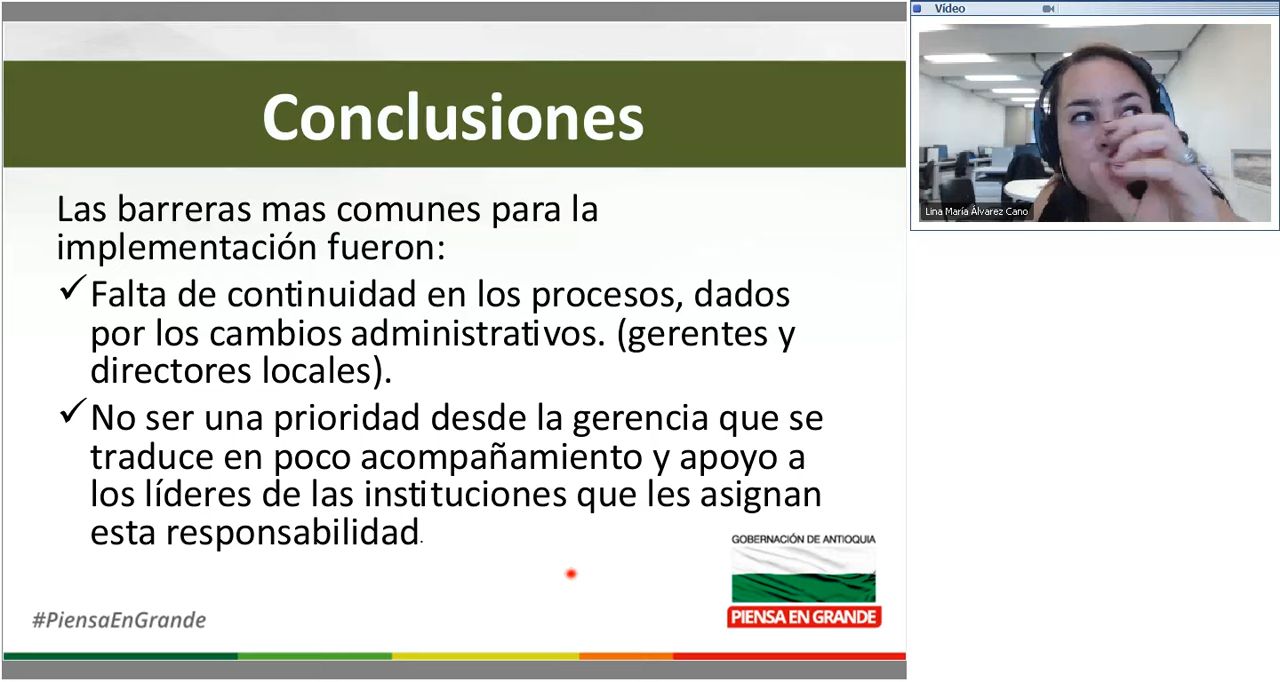 Conclusiones
Las barreras mas comunes para la
implementación fueron:
✓Falta de continuidad en los procesos, dados
por los cambios administrativos. (gerentes y
directores locales).
✓No ser una prioridad desde la gerencia que se
traduce en poco acompañamiento y apoyo a
los líderes de las instituciones que les asignan
esta responsabilidad.
GOBERNACIÓN DE ANTIOQUIA
PIENSA EN GRANDE
#PiensaEnGrande
Vídeo
Lina María Álvarez Cano